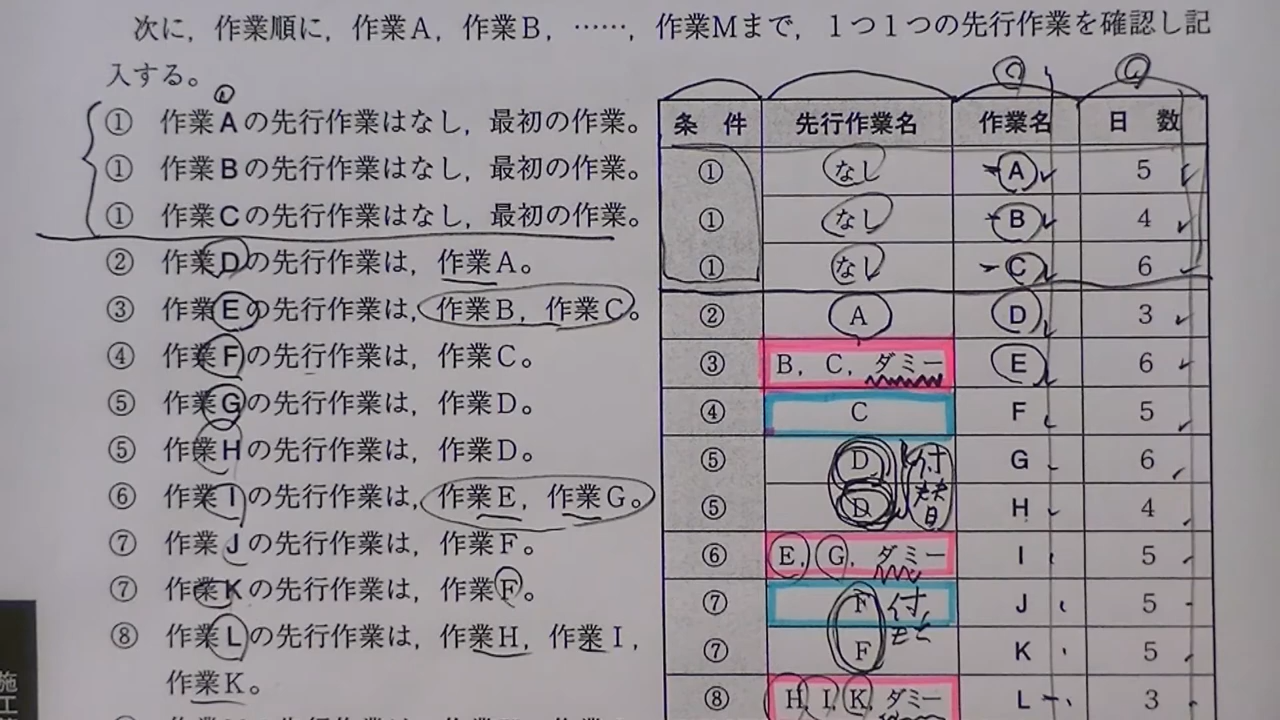 次に，作業順に，作業A，作業B，……，作業Mまで，1つ1つの先行作業を確認し記
入する。
① 作業Aの先行作業はなし，最初の作業。
① 作業Bの先行作業はなし，最初の作業。
① 作業Cの先行作業はなし，最初の作業。
② 作業Dの先行作業は，作業A。
③ 作業Eの先行作業は，作業B，作業C。
④ 作業Fの先行作業は，作業C。
⑤ 作業Gの先行作業は，作業D。
⑤ 作業Hの先行作業は，作業D。
⑥ 作業Iの先行作業は，作業E，作業G。
⑦ 作業Jの先行作業は，作業F。
⑦ 作業Kの先行作業は，作業F。
⑧ 作業Lの先行作業は，作業H，作業I，
作業K。
条件 先行作業名 作業名 日数
① なし A 5
① なし B 4
① なし C 6
② A D 3
③ B，C，ダミー E 6
④ C F 5
⑤ D G 6
⑤ D H 4
⑥ E，G，ダミー I 5
⑦ F J 5
⑦ F K 5
⑧ H，I，K，ダミー L 3
施工